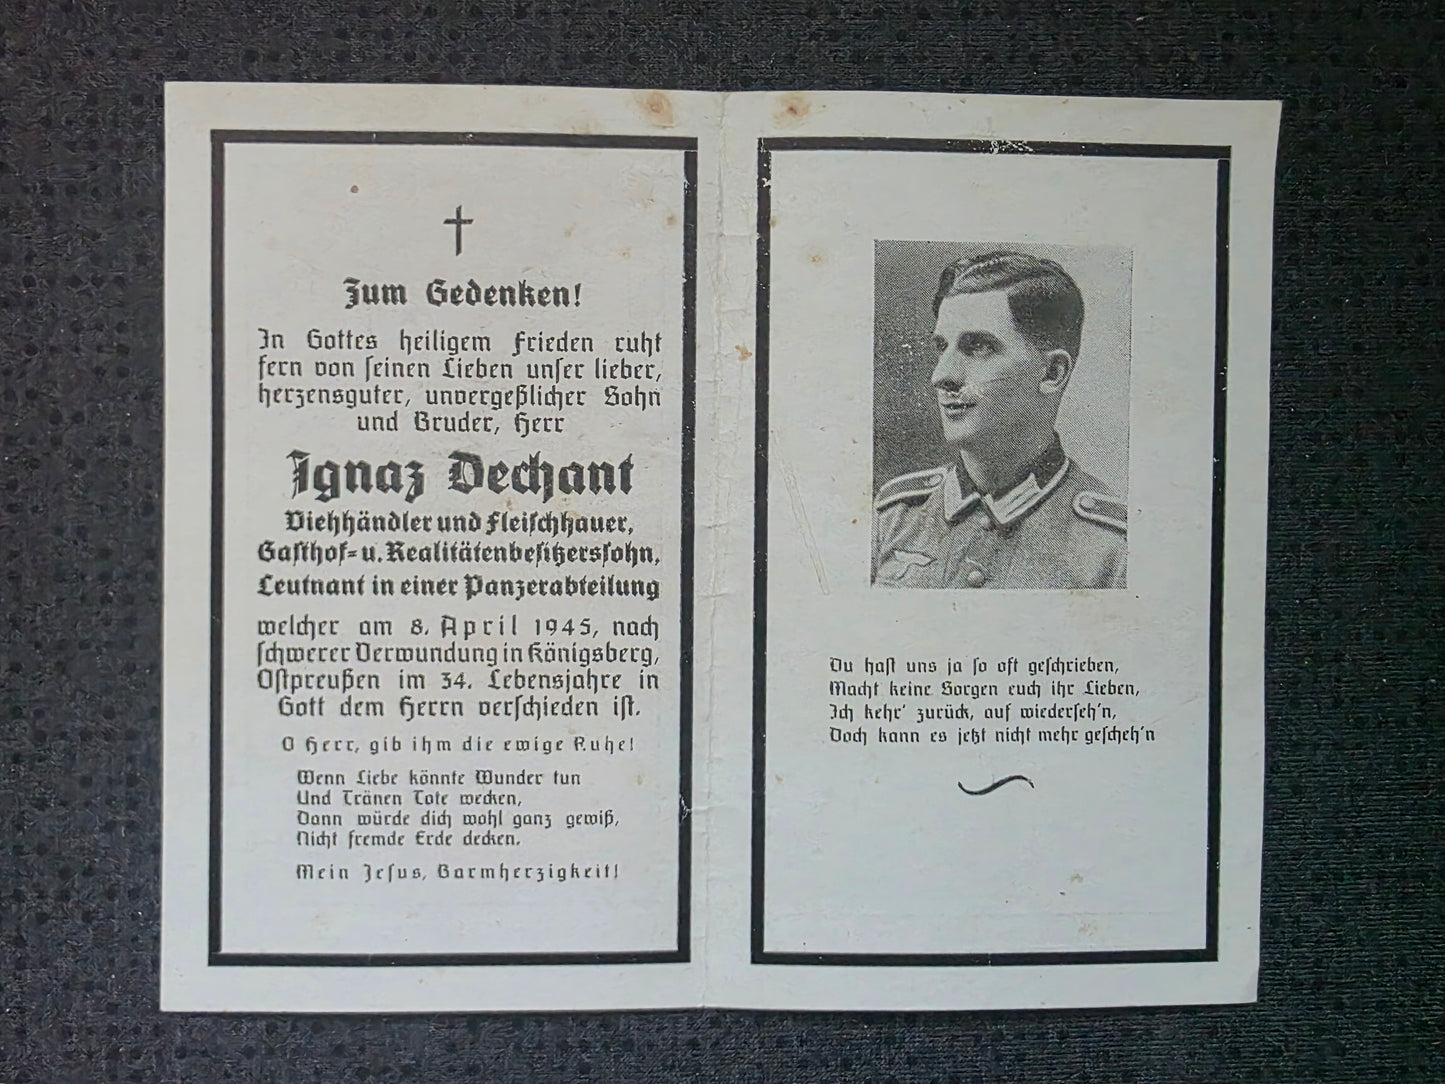 Zum Gedenken!
In Gottes heiligem Frieden ruht
fern von seinen Lieben unser lieber,
herzensguter, unvergeßlicher Sohn
und Bruder, Herr
Ignaz Dechant
Viehhändler und Fleischhauer,
Gasthof- u. Realitätenbesitzerssohn,
Leutnant in einer Panzerabteilung
welcher am 8. April 1945, nach
schwerer Verwundung in Königsberg,
Ostpreußen im 34. Lebensjahre in
Gott dem Herrn verschieden ist.
O Herr, gib ihm die ewige Ruhe!
Wenn Liebe könnte Wunder tun
Und Tränen Tote wecken,
Dann würde dich wohl ganz gewiß,
Nicht fremde Erde decken.
Mein Jesus, Barmherzigkeit!
Du hast uns ja so oft geschrieben,
Macht keine Sorgen euch ihr Lieben,
Ich kehr' zurück, auf wiederseh'n,
Doch kann es jetzt nicht mehr gescheh'n